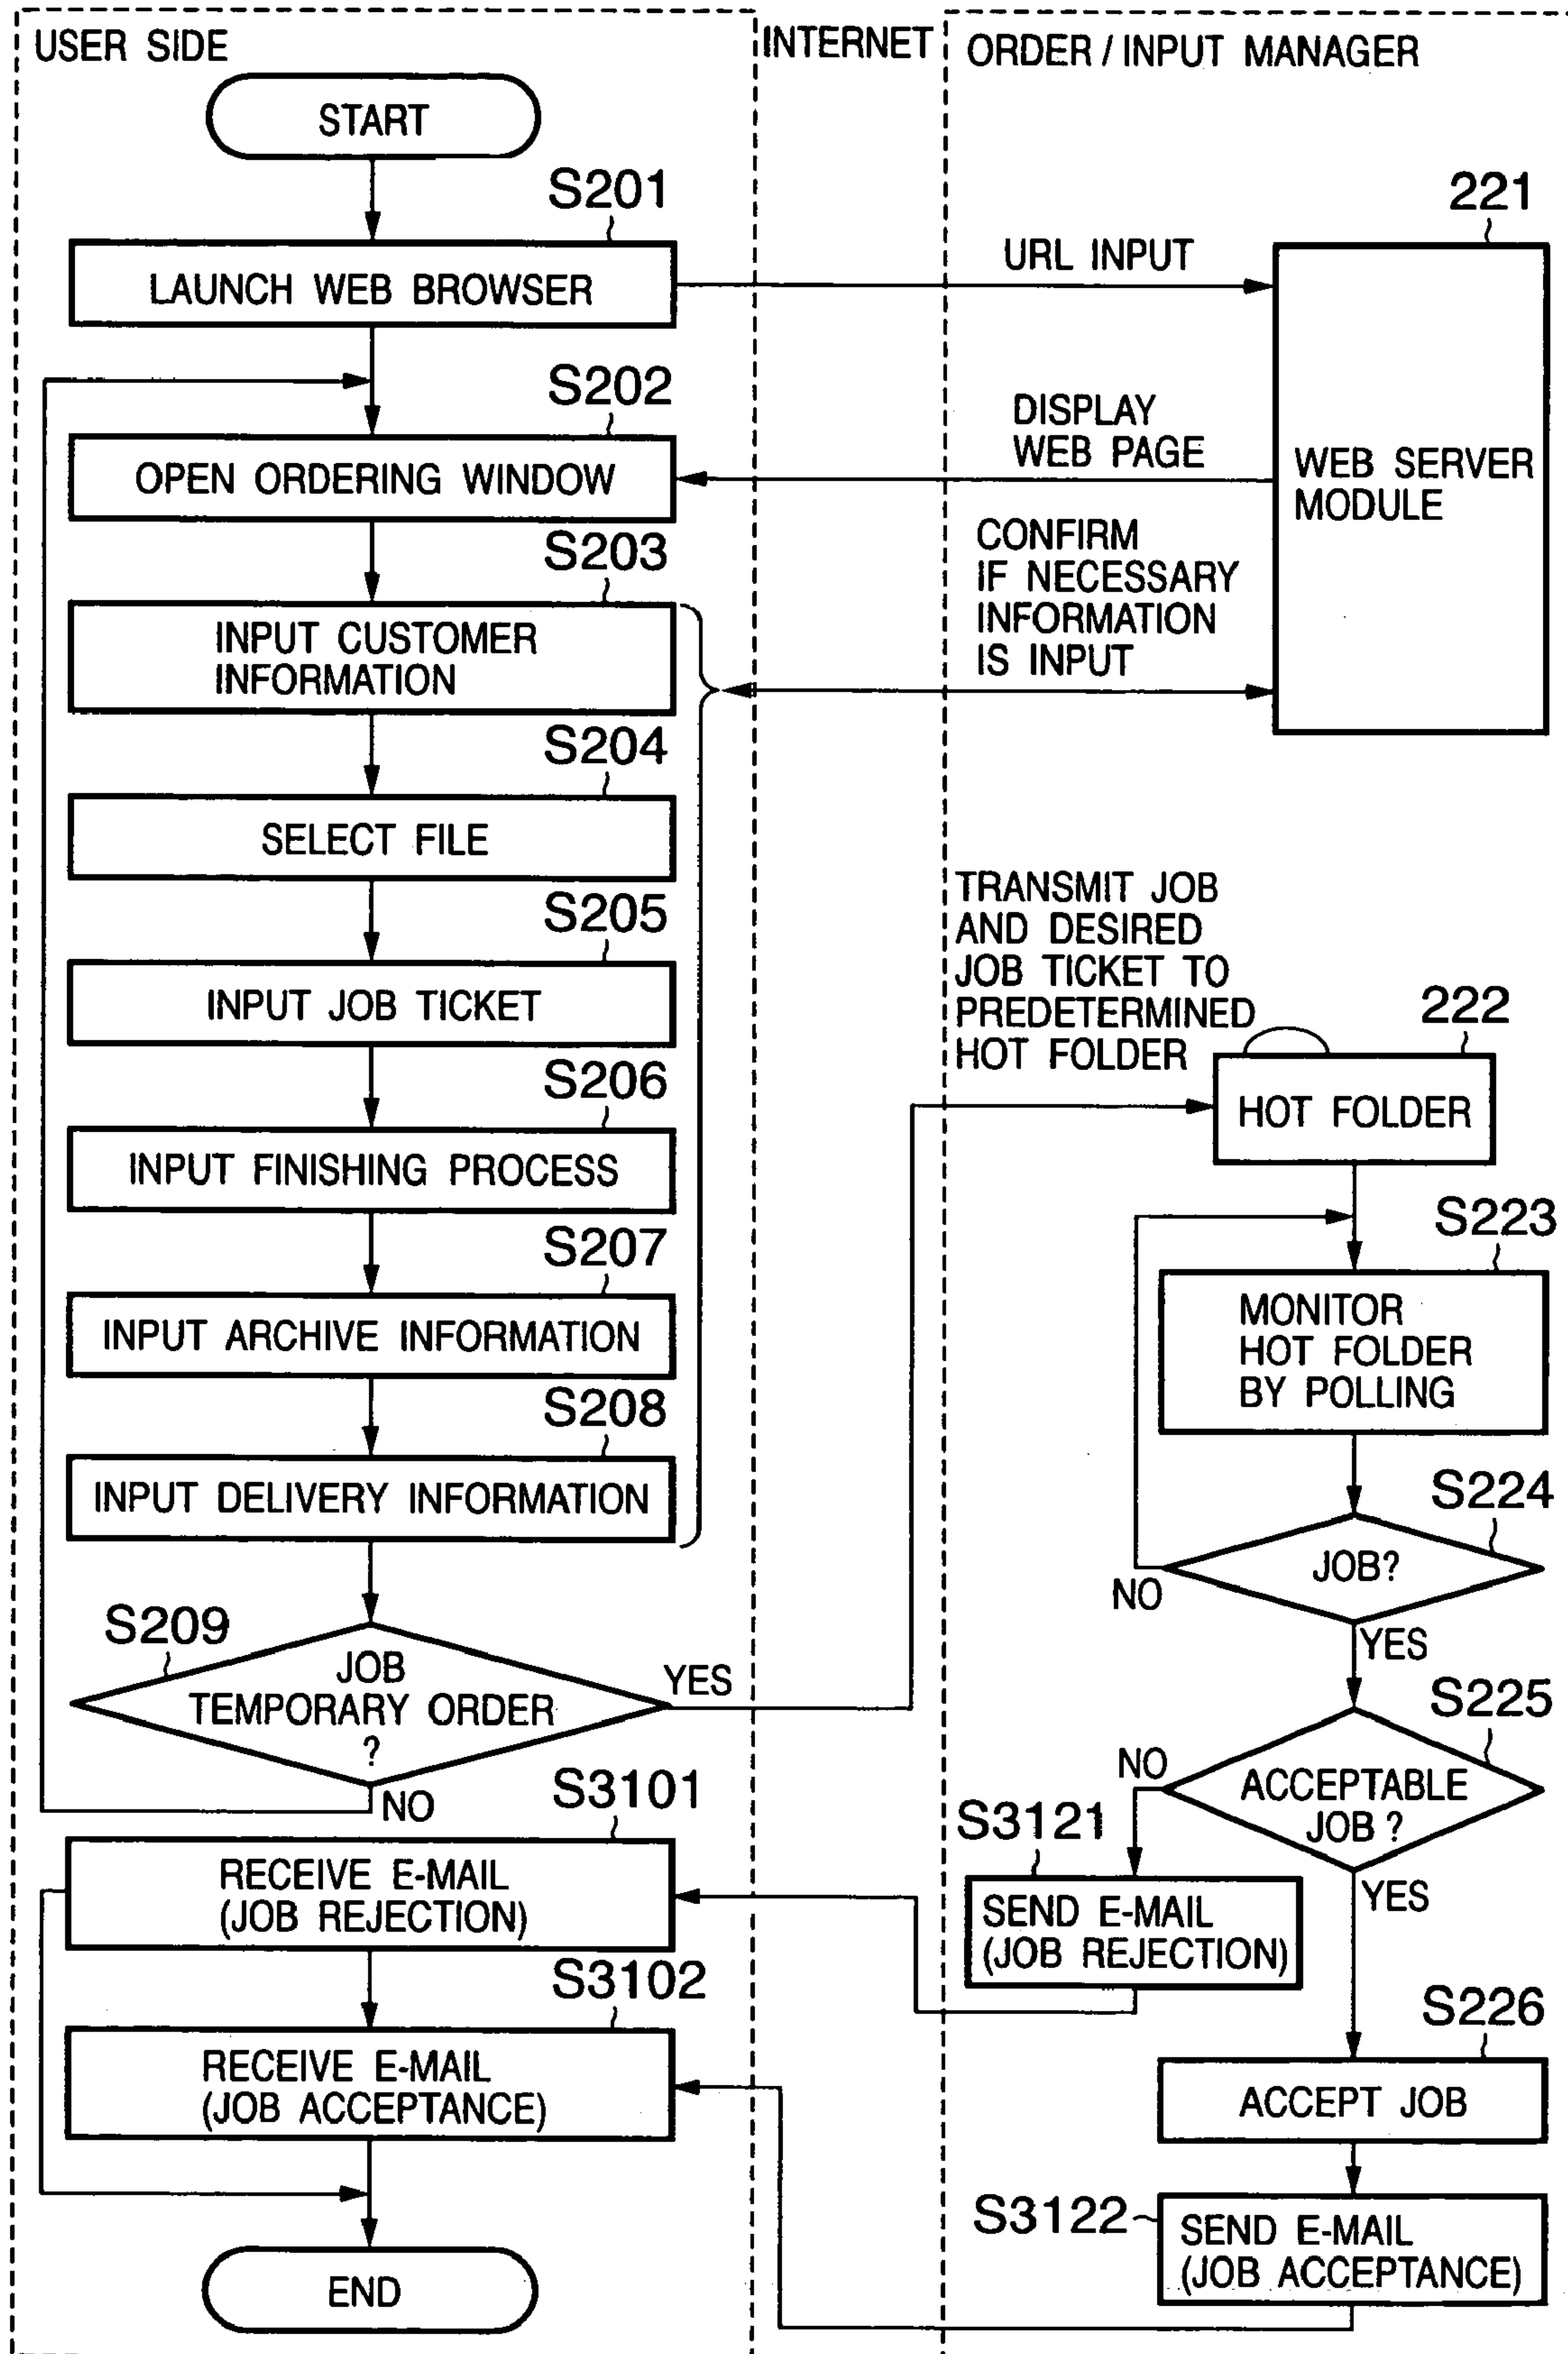 USER SIDE
INTERNET
ORDER / INPUT MANAGER
START
S201
LAUNCH WEB BROWSER
URL INPUT
221
S202
OPEN ORDERING WINDOW
DISPLAY
WEB PAGE
WEB SERVER
MODULE
S203
INPUT CUSTOMER
INFORMATION
CONFIRM
IF NECESSARY
INFORMATION
IS INPUT
S204
SELECT FILE
S205
INPUT JOB TICKET
TRANSMIT JOB
AND DESIRED
JOB TICKET TO
PREDETERMINED
HOT FOLDER
222
HOT FOLDER
S206
INPUT FINISHING PROCESS
S207
INPUT ARCHIVE INFORMATION
S223
MONITOR
HOT FOLDER
BY POLLING
S208
INPUT DELIVERY INFORMATION
S224
JOB?
NO
YES
S209
JOB
TEMPORARY ORDER
?
YES
NO
S225
ACCEPTABLE
JOB ?
NO
YES
S3101
RECEIVE E-MAIL
(JOB REJECTION)
S3121
SEND E-MAIL
(JOB REJECTION)
S3102
RECEIVE E-MAIL
(JOB ACCEPTANCE)
S226
ACCEPT JOB
S3122
SEND E-MAIL
(JOB ACCEPTANCE)
END